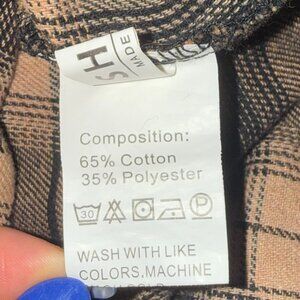 MADE
Composition:
65% Cotton
35% Polyester
30
P
WASH WITH LIKE
COLORS.MACHINE